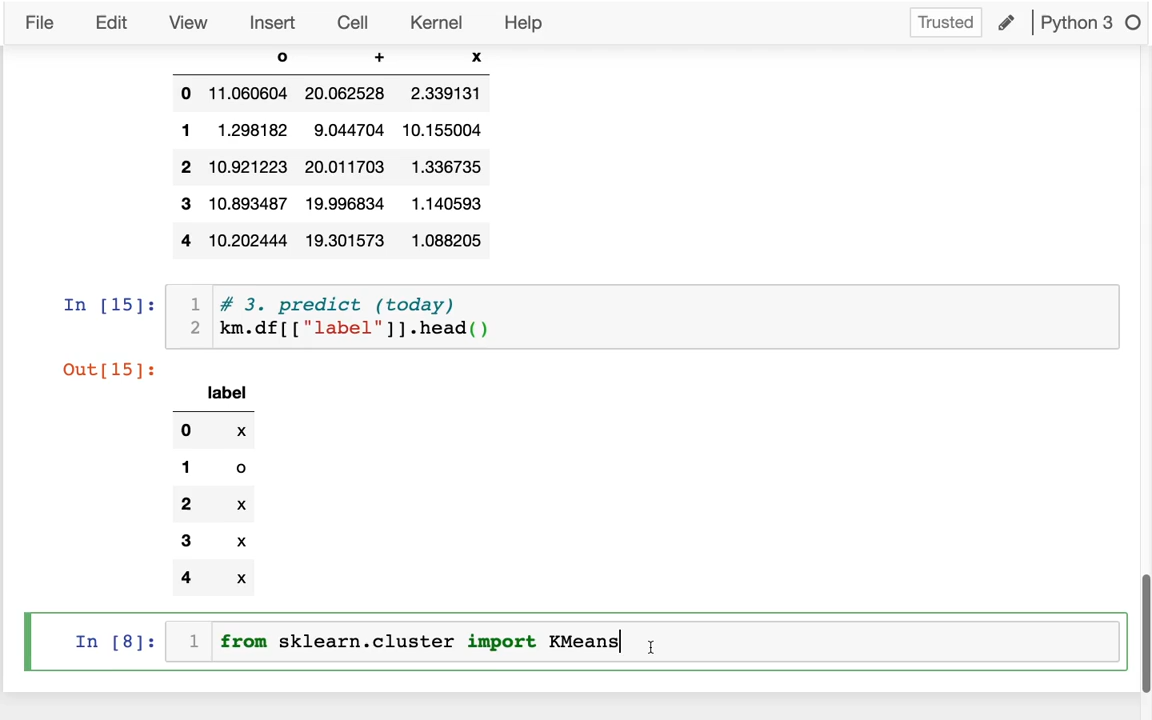 File Edit View Insert Cell Kernel Help Trusted Python 3
o + x
0 11.060604 20.062528 2.339131
1 1.298182 9.044704 10.155004
2 10.921223 20.011703 1.336735
3 10.893487 19.996834 1.140593
4 10.202444 19.301573 1.088205
In [15]: 1 # 3. predict (today)
2 km.df[["label"]].head()
Out[15]:
label
0 x
1 o
2 x
3 x
4 x
In [8]: 1 from sklearn.cluster import KMeans